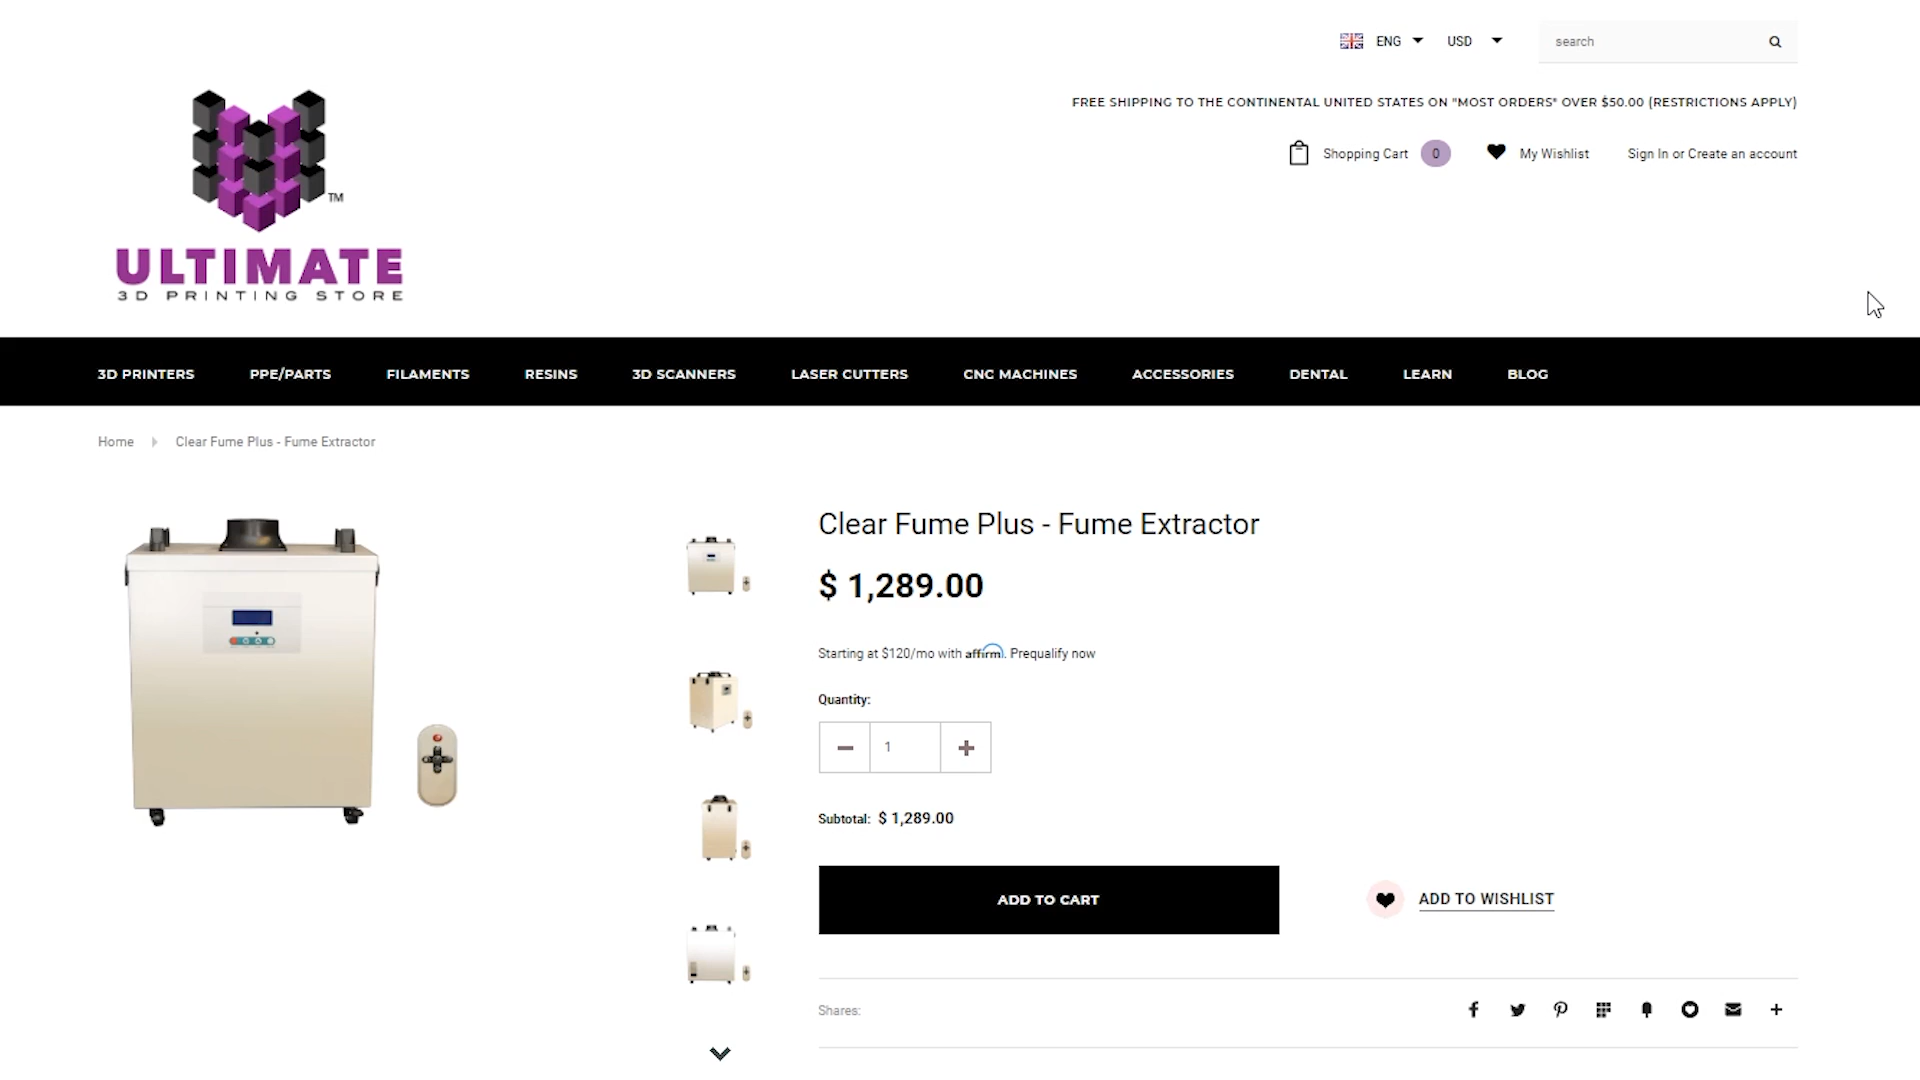 ENG
USD
search
FREE SHIPPING TO THE CONTINENTAL UNITED STATES ON "MOST ORDERS" OVER $50.00 (RESTRICTIONS APPLY)
Shopping Cart 0
My Wishlist
Sign In or Create an account
TM
ULTIMATE
3D PRINTING STORE
3D PRINTERS
PPE/PARTS
FILAMENTS
RESINS
3D SCANNERS
LASER CUTTERS
CNC MACHINES
ACCESSORIES
DENTAL
LEARN
BLOG
Home
Clear Fume Plus - Fume Extractor
Clear Fume Plus - Fume Extractor
$ 1,289.00
Starting at $120/mo with affirm. Prequalify now
Quantity:
1
Subtotal: $ 1,289.00
ADD TO CART
ADD TO WISHLIST
Shares: